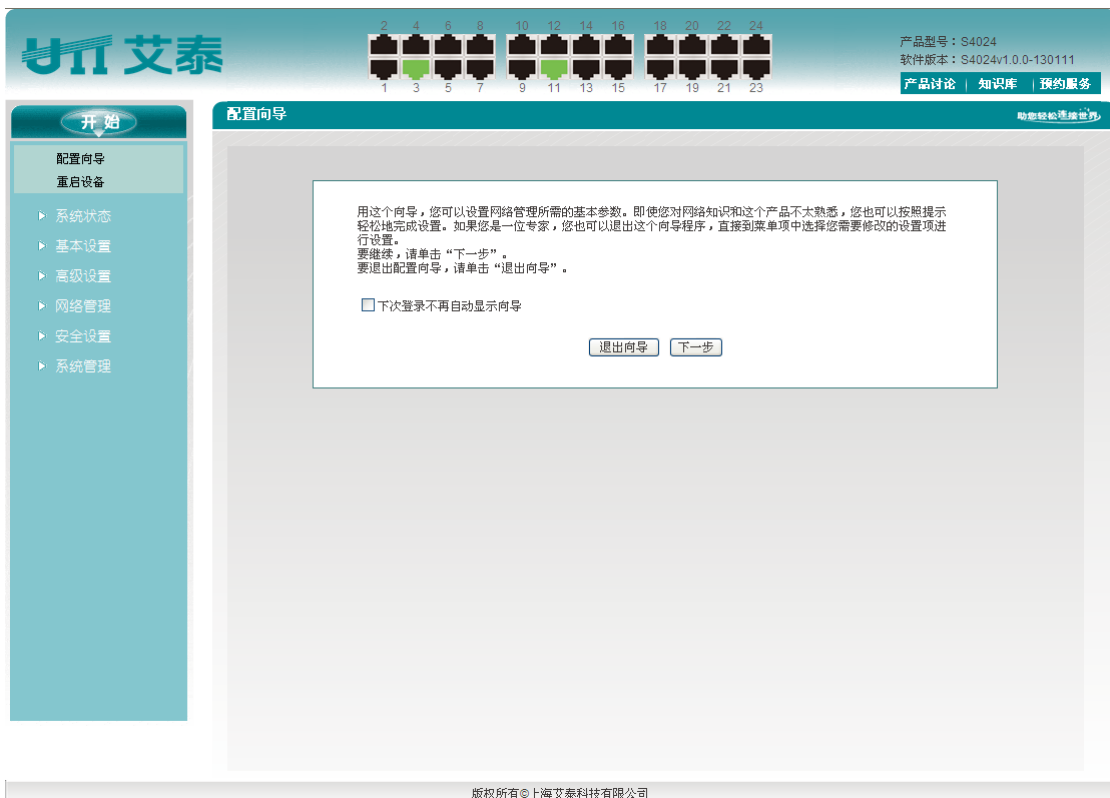 UTT 艾泰
2 4 6 8 10 12 14 16 18 20 22 24
1 3 5 7 9 11 13 15 17 19 21 23
产品型号：S4024
软件版本：S4024v1.0.0-130111
产品讨论 | 知识库 | 预约服务
开始
配置向导
助您轻松连接世界
配置向导
重启设备
系统状态
基本设置
高级设置
网络管理
安全设置
系统管理
用这个向导，您可以设置网络管理所需的基本参数。即使您对网络知识和这个产品不太熟悉，您也可以按照提示
轻松地完成设置。如果您是一位专家，您也可以退出这个向导程序，直接到菜单项中选择您需要修改的设置项进
行设置。
要继续，请单击“下一步”。
要退出配置向导，请单击“退出向导”。
下次登录不再自动显示向导
退出向导 下一步
版权所有©上海艾泰科技有限公司